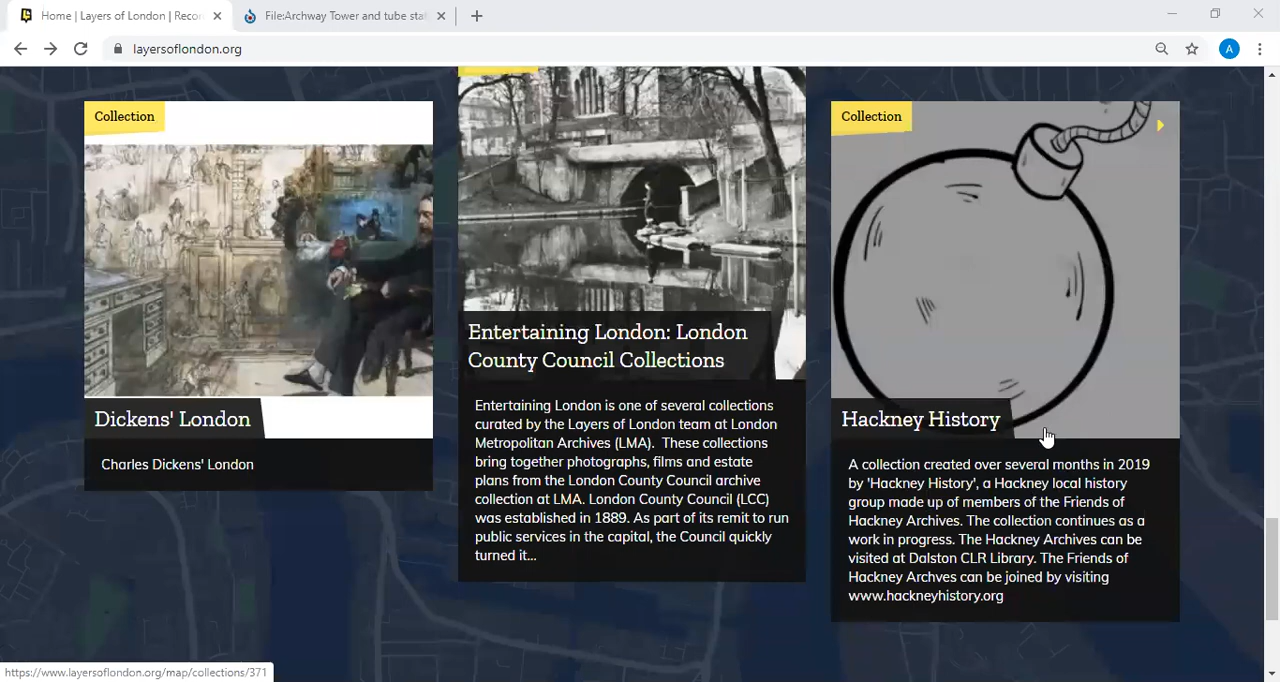 Home | Layers of London | Recor
File:Archway Tower and tube stat
layersoflondon.org
A
Collection
Dickens' London
Charles Dickens' London
Entertaining London: London
County Council Collections
Entertaining London is one of several collections
curated by the Layers of London team at London
Metropolitan Archives (LMA).  These collections
bring together photographs, films and estate
plans from the London County Council archive
collection at LMA. London County Council (LCC)
was established in 1889. As part of its remit to run
public services in the capital, the Council quickly
turned it...
Collection
Hackney History
A collection created over several months in 2019
by 'Hackney History', a Hackney local history
group made up of members of the Friends of
Hackney Archives. The collection continues as a
work in progress. The Hackney Archives can be
visited at Dalston CLR Library. The Friends of
Hackney Archves can be joined by visiting
www.hackneyhistory.org
https://www.layersoflondon.org/map/collections/371